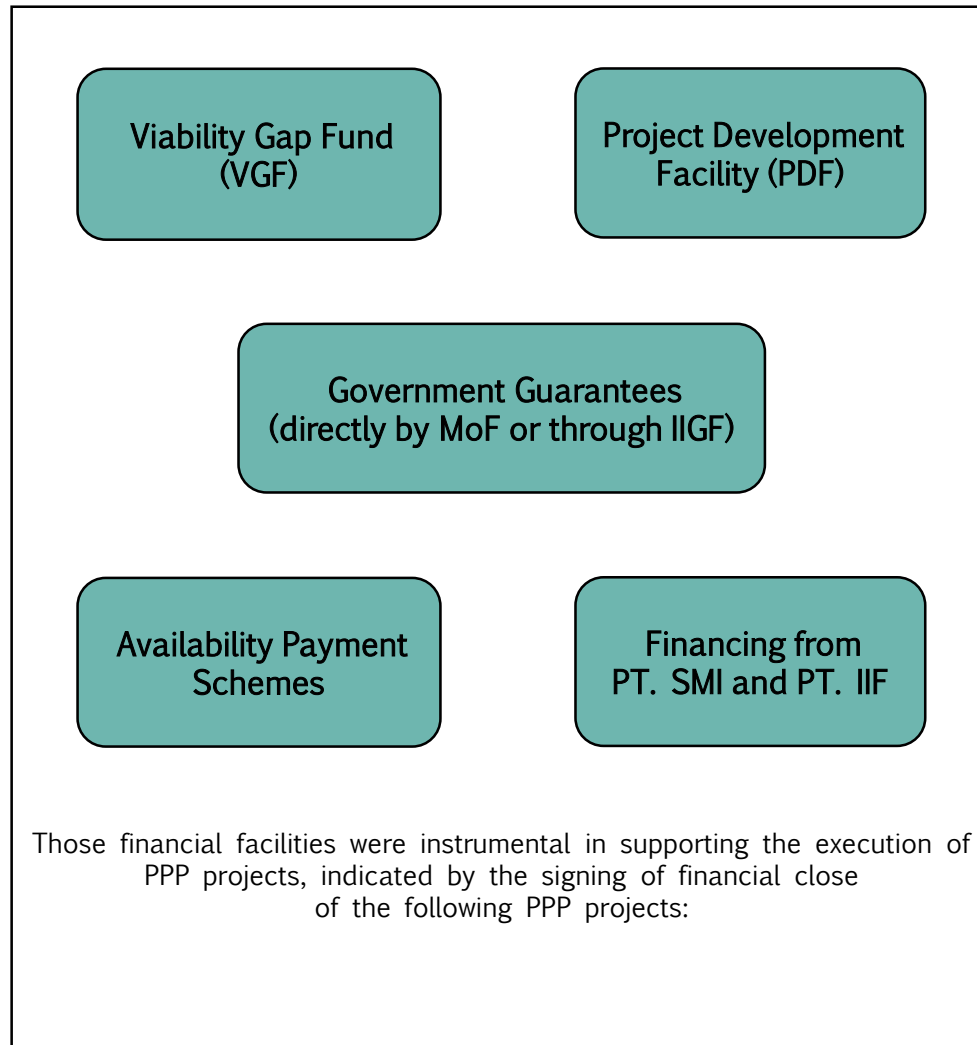 Viability Gap Fund
(VGF)
Project Development
Facility (PDF)
Government Guarantees
(directly by MoF or through IIGF)
Availability Payment
Schemes
Financing from
PT. SMI and PT. IIF
Those financial facilities were instrumental in supporting the execution of
PPP projects, indicated by the signing of financial close
of the following PPP projects: